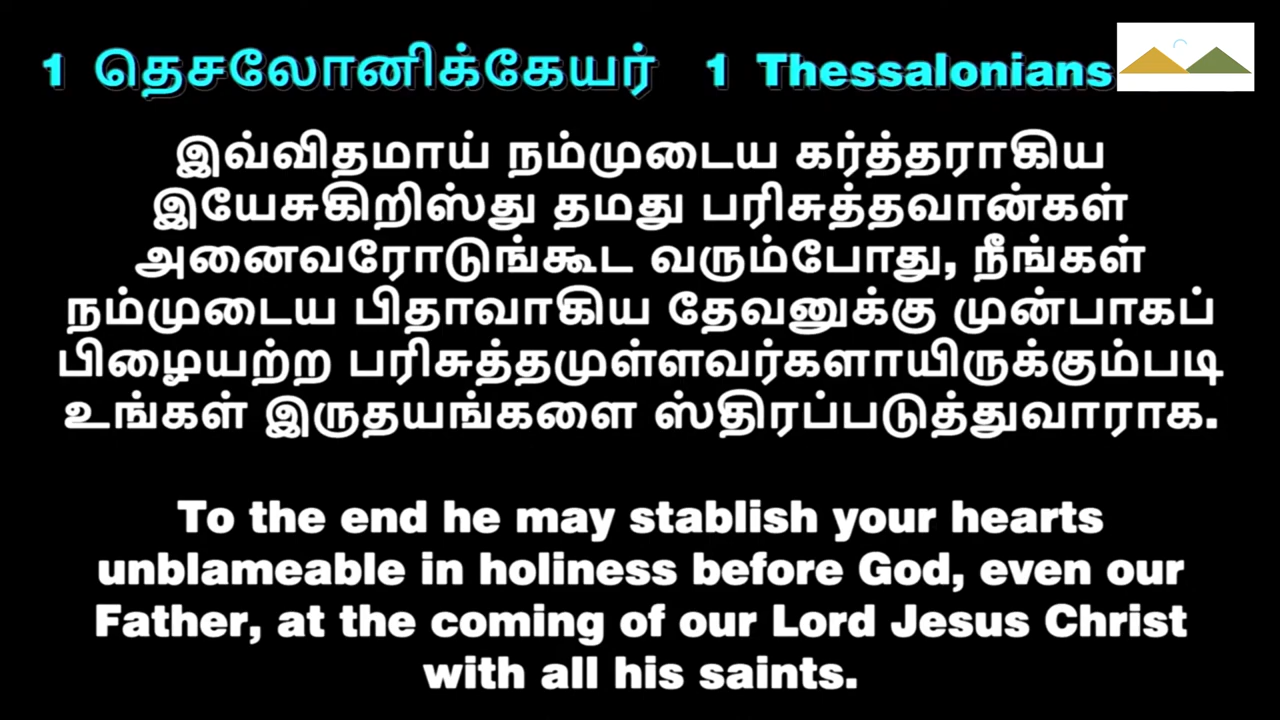 1 தெசலோனிக்கேயர் 1 Thessalonians
இவ்விதமாய் நம்முடைய கர்த்தராகிய
இயேசுகிறிஸ்து தமது பரிசுத்தவான்கள்
அனைவரோடுங்கூட வரும்போது, நீங்கள்
நம்முடைய பிதாவாகிய தேவனுக்கு முன்பாகப்
பிழையற்ற பரிசுத்தமுள்ளவர்களாயிருக்கும்படி
உங்கள் இருதயங்களை ஸ்திரப்படுத்துவாராக.
To the end he may stablish your hearts
unblameable in holiness before God, even our
Father, at the coming of our Lord Jesus Christ
with all his saints.